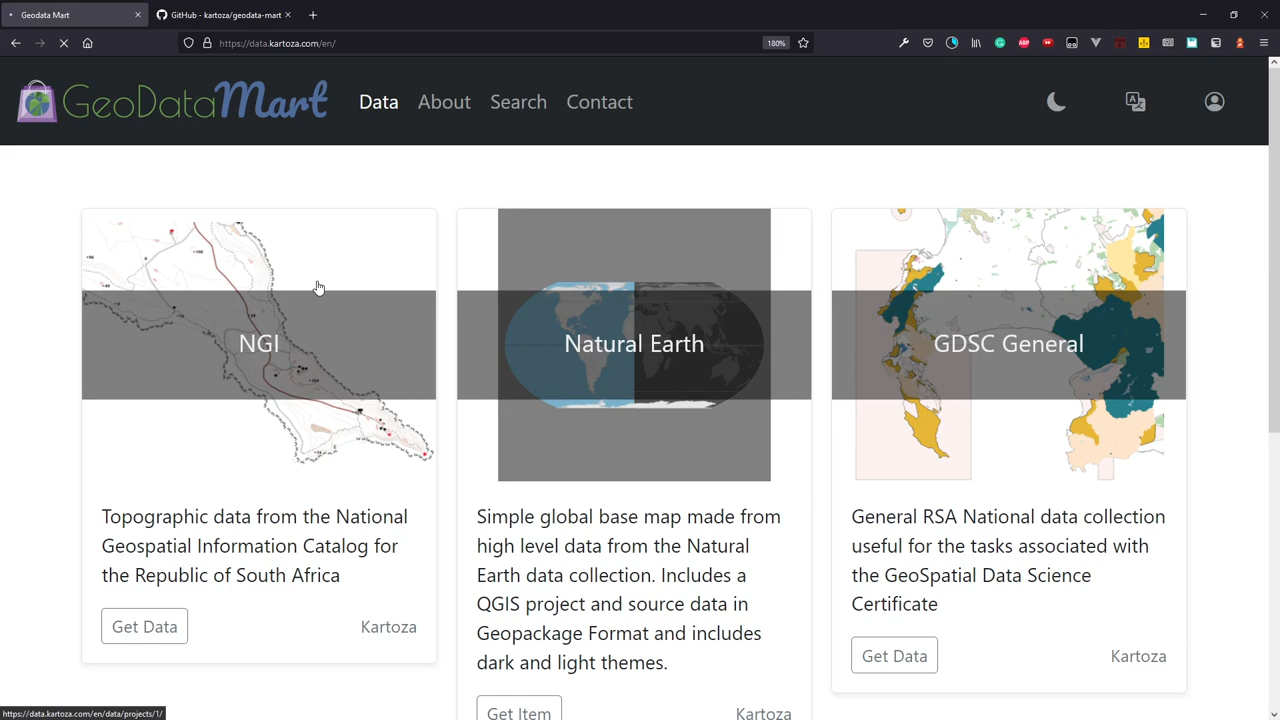 Geodata Mart
GitHub - kartoza/geodata-mart
https://data.kartoza.com/en/
180%
GeoDataMart
Data
About
Search
Contact
NGI
Topographic data from the National
Geospatial Information Catalog for
the Republic of South Africa
Get Data
Kartoza
Natural Earth
Simple global base map made from
high level data from the Natural
Earth data collection. Includes a
QGIS project and source data in
Geopackage Format and includes
dark and light themes.
Get Item
Kartoza
GDSC General
General RSA National data collection
useful for the tasks associated with
the GeoSpatial Data Science
Certificate
Get Data
Kartoza
https://data.kartoza.com/en/data/projects/1/